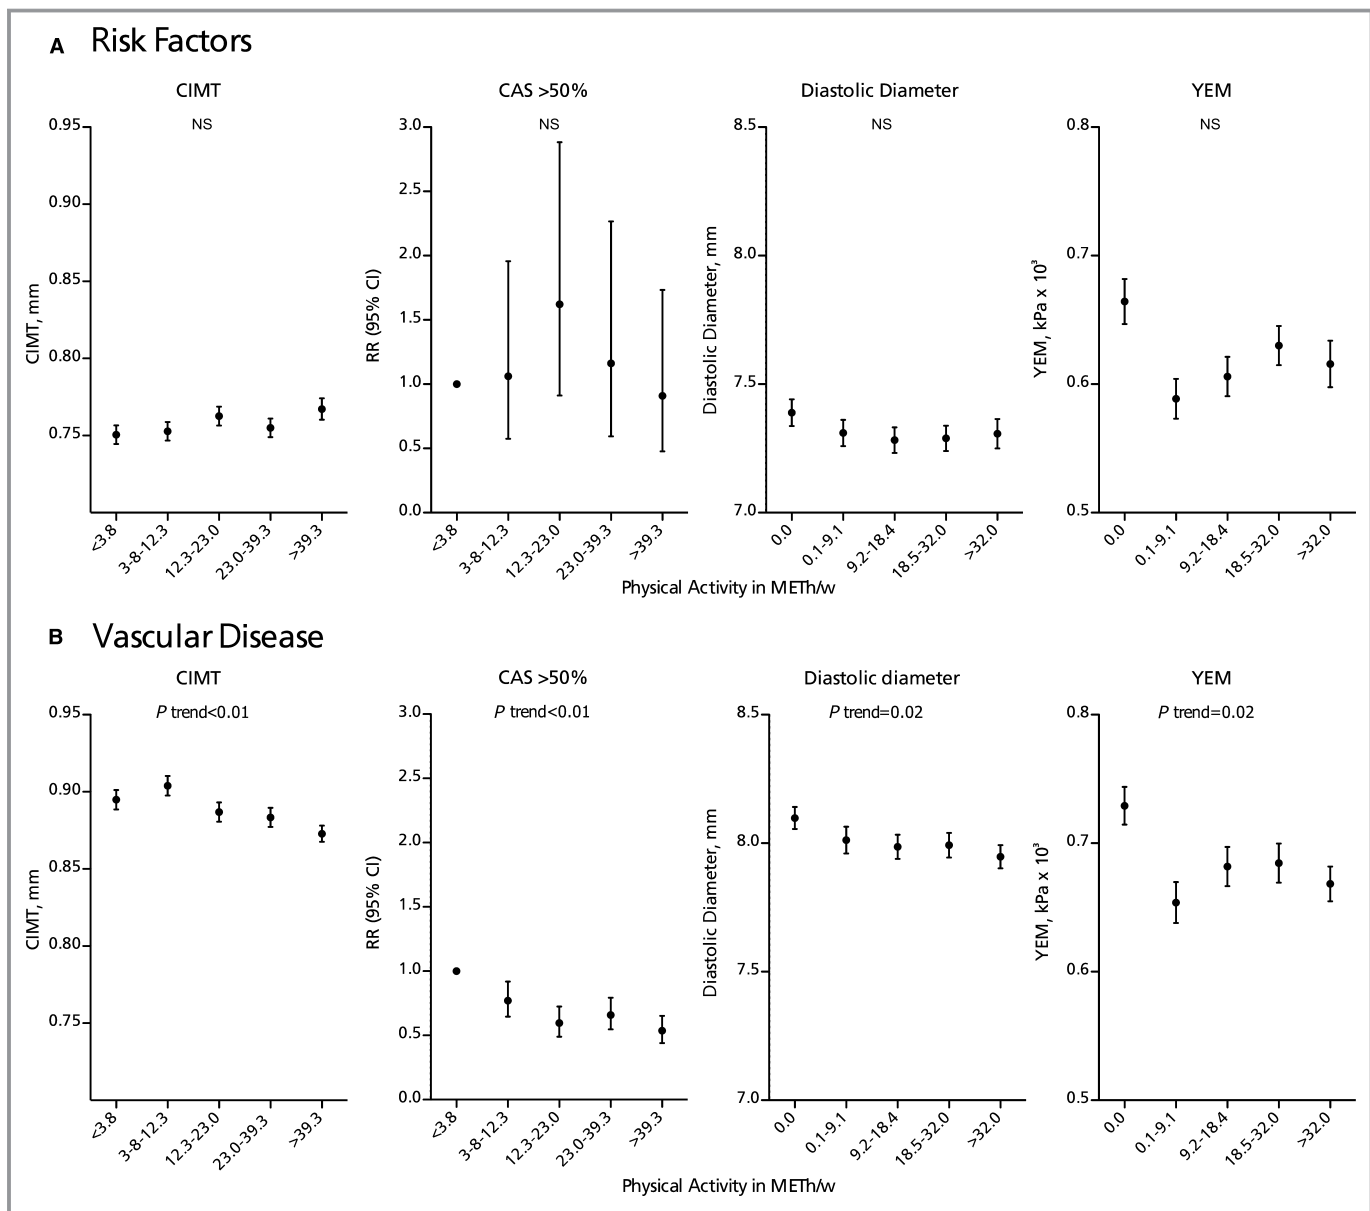 A Risk Factors
CIMT
CAS >50%
Diastolic Diameter
YEM
NS
NS
NS
NS
CIMT, mm
0.95
0.90
0.85
0.80
0.75
<3.8
3-8-12.3
12.3-23.0
23.0-39.3
>39.3
RR (95% CI)
3.0
2.5
2.0
1.5
1.0
0.5
0.0
<3.8
3-8-12.3
12.3-23.0
23.0-39.3
>39.3
Diastolic Diameter, mm
8.5
8.0
7.5
7.0
0.0
0.1-9.1
9.2-18.4
18.5-32.0
>32.0
YEM, kPa x 10³
0.8
0.7
0.6
0.5
0.0
0.1-9.1
9.2-18.4
18.5-32.0
>32.0
Physical Activity in METh/w
B Vascular Disease
CIMT
CAS >50%
Diastolic diameter
YEM
P trend<0.01
P trend<0.01
P trend=0.02
P trend=0.02
CIMT, mm
0.95
0.90
0.85
0.80
0.75
<3.8
3-8-12.3
12.3-23.0
23.0-39.3
>39.3
RR (95% CI)
3.0
2.5
2.0
1.5
1.0
0.5
0.0
<3.8
3-8-12.3
12.3-23.0
23.0-39.3
>39.3
Diastolic Diameter, mm
8.5
8.0
7.5
7.0
0.0
0.1-9.1
9.2-18.4
18.5-32.0
>32.0
YEM, kPa x 10³
0.8
0.7
0.6
0.5
0.0
0.1-9.1
9.2-18.4
18.5-32.0
>32.0
Physical Activity in METh/w